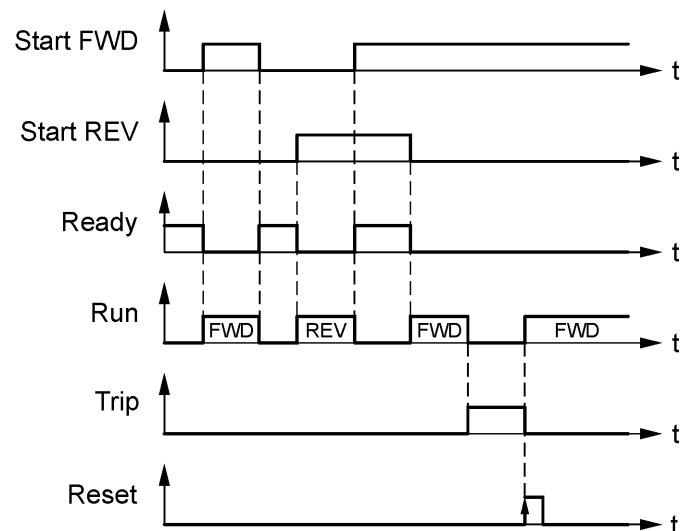 Start FWD
t
Start REV
t
Ready
t
Run
FWD
REV
FWD
FWD
t
Trip
t
Reset
t